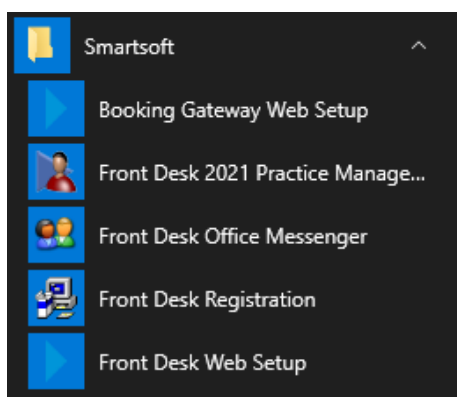 Smartsoft
Booking Gateway Web Setup
Front Desk 2021 Practice Manage...
Front Desk Office Messenger
Front Desk Registration
Front Desk Web Setup